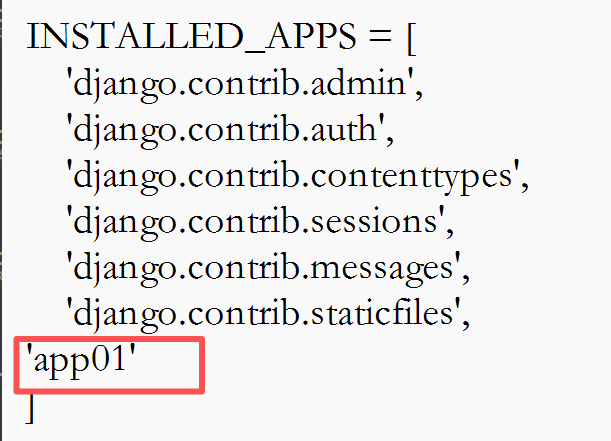 INSTALLED_APPS = [
'django.contrib.admin',
'django.contrib.auth',
'django.contrib.contenttypes',
'django.contrib.sessions',
'django.contrib.messages',
'django.contrib.staticfiles',
'app01'
]